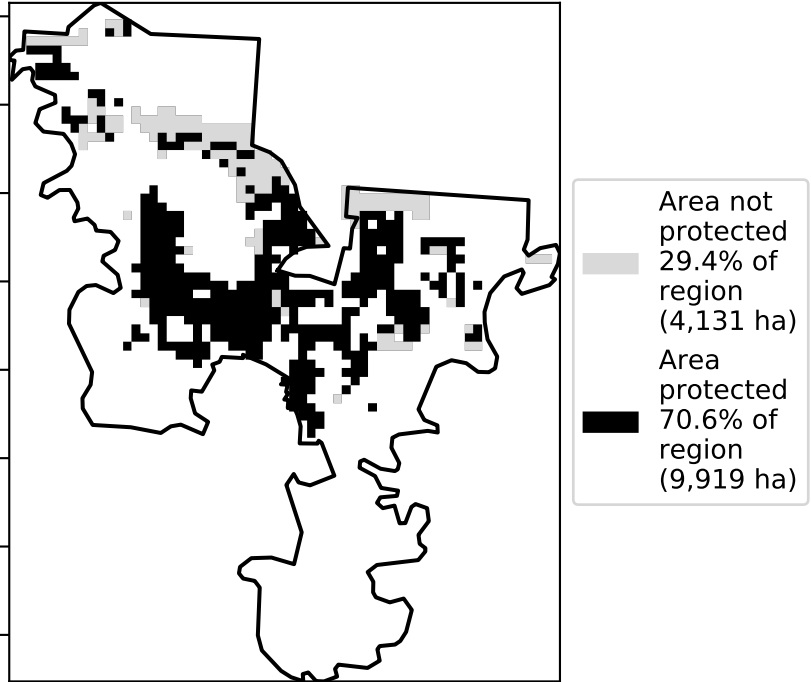 Area not
protected
29.4% of
region
(4,131 ha)
Area
protected
70.6% of
region
(9,919 ha)